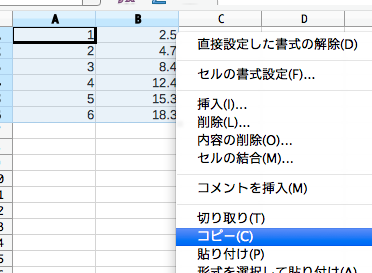 A B C D
1 2.5
2 4.7
3 8.4
4 12.4
5 15.3
6 18.3
直接設定した書式の解除(D)
セルの書式設定(F)...
挿入(I)...
削除(L)...
内容の削除(O)...
セルの結合(M)...
コメントを挿入(M)
切り取り(T)
コピー(C)
貼り付け(P)
形式を選択して貼り付け(A)